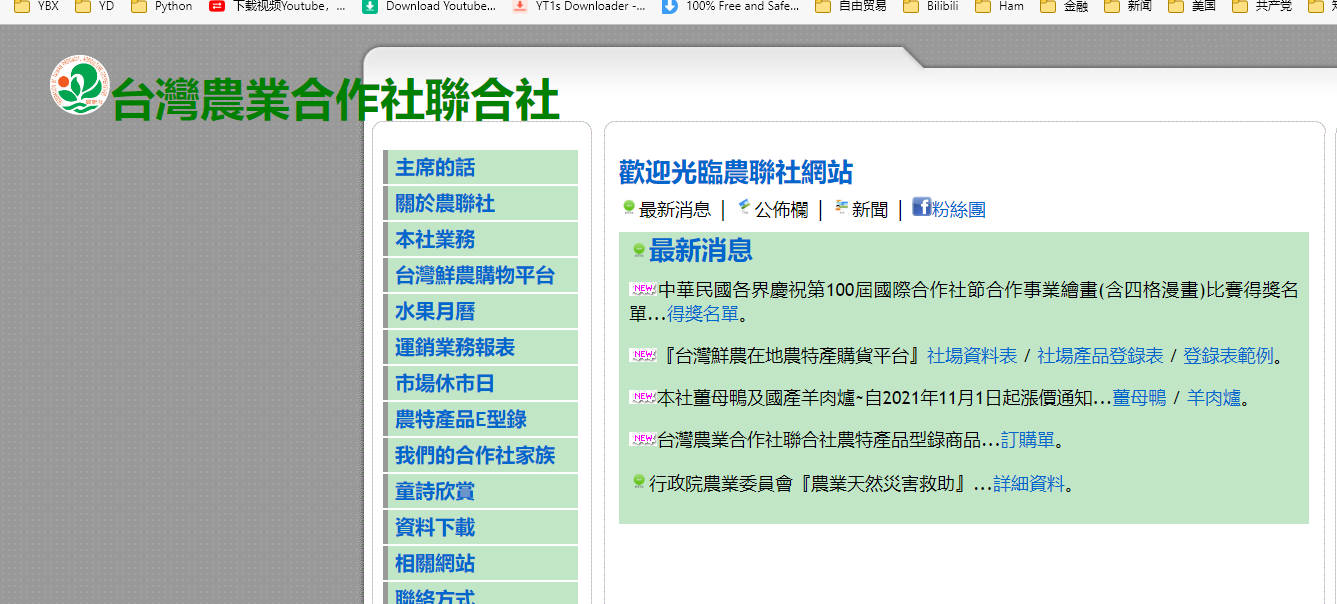 YBX YD Python 下载视频Youtube，... Download Youtube... YT1s Downloader -... 100% Free and Safe... 自由贸易 Bilibili Ham 金融 新闻 美国 共产党
台灣農業合作社聯合社
主席的話
關於農聯社
本社業務
台灣鮮農購物平台
水果月曆
運銷業務報表
市場休市日
農特產品E型錄
我們的合作社家族
童詩欣賞
資料下載
相關網站
聯絡方式
歡迎光臨農聯社網站
最新消息 | 公佈欄 | 新聞 | 粉絲團
最新消息
NEW 中華民國各界慶祝第100屆國際合作社節合作事業繪畫(含四格漫畫)比賽得獎名
單...得獎名單。
NEW 『台灣鮮農在地農特產購貨平台』社場資料表 / 社場產品登錄表 / 登錄表範例。
NEW 本社薑母鴨及國產羊肉爐~自2021年11月1日起漲價通知...薑母鴨 / 羊肉爐。
NEW 台灣農業合作社聯合社農特產品型錄商品...訂購單。
行政院農業委員會『農業天然災害救助』...詳細資料。